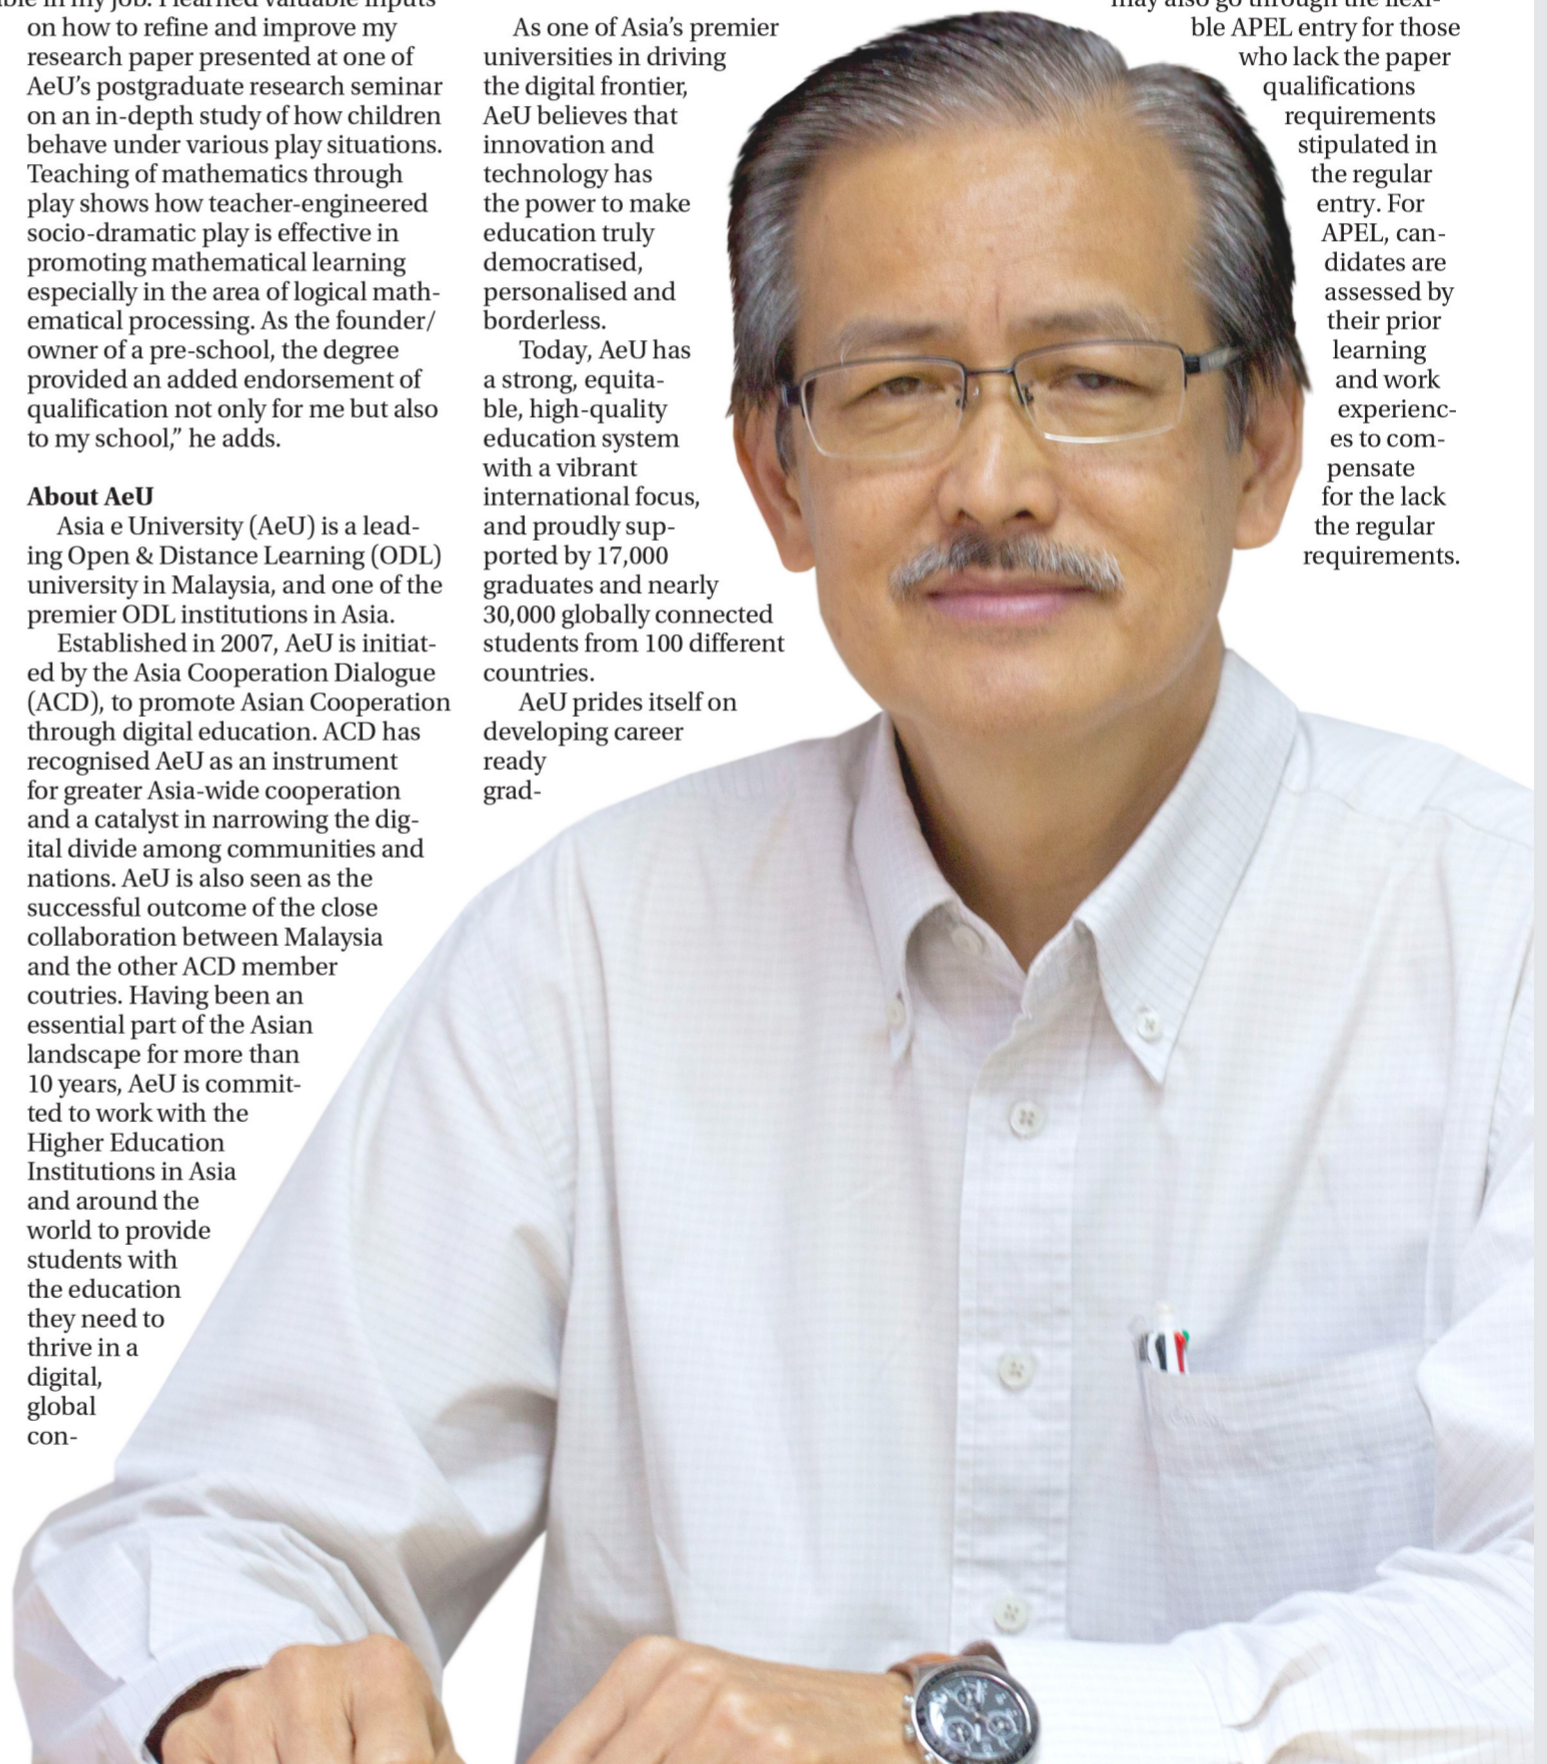 able in my job. I learned valuable inputs
on how to refine and improve my
research paper presented at one of
AeU’s postgraduate research seminar
on an in-depth study of how children
behave under various play situations.
Teaching of mathematics through
play shows how teacher-engineered
socio-dramatic play is effective in
promoting mathematical learning
especially in the area of logical math-
ematical processing. As the founder/
owner of a pre-school, the degree
provided an added endorsement of
qualification not only for me but also
to my school,” he adds.
About AeU
Asia e University (AeU) is a lead-
ing Open & Distance Learning (ODL)
university in Malaysia, and one of the
premier ODL institutions in Asia.
Established in 2007, AeU is initiat-
ed by the Asia Cooperation Dialogue
(ACD), to promote Asian Cooperation
through digital education. ACD has
recognised AeU as an instrument
for greater Asia-wide cooperation
and a catalyst in narrowing the dig-
ital divide among communities and
nations. AeU is also seen as the
successful outcome of the close
collaboration between Malaysia
and the other ACD member
coutries. Having been an
essential part of the Asian
landscape for more than
10 years, AeU is commit-
ted to work with the
Higher Education
Institutions in Asia
and around the
world to provide
students with
the education
they need to
thrive in a
digital,
global
con-
As one of Asia’s premier
universities in driving
the digital frontier,
AeU believes that
innovation and
technology has
the power to make
education truly
democratised,
personalised and
borderless.
Today, AeU has
a strong, equita-
ble, high-quality
education system
with a vibrant
international focus,
and proudly sup-
ported by 17,000
graduates and nearly
30,000 globally connected
students from 100 different
countries.
AeU prides itself on
developing career
ready
grad-
may also go through the flexi-
ble APEL entry for those
who lack the paper
qualifications
requirements
stipulated in
the regular
entry. For
APEL, can-
didates are
assessed by
their prior
learning
and work
experienc-
es to com-
pensate
for the lack
the regular
requirements.